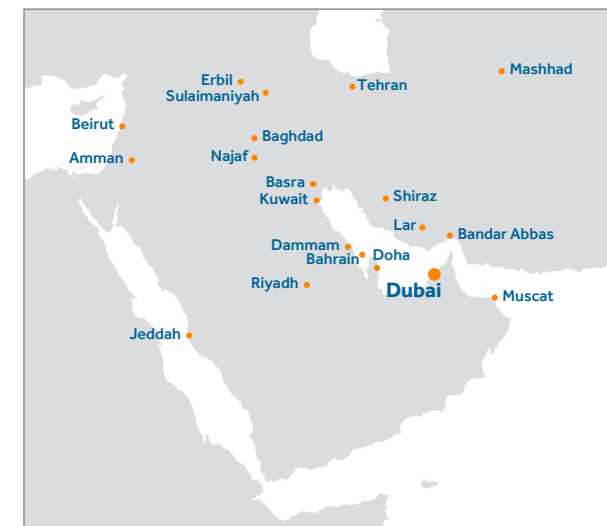 Mashhad
Erbil
Tehran
Sulaimaniyah
Beirut
Baghdad
Amman
Najaf
Basra
Shiraz
Kuwait
Lar
Bandar Abbas
Dammam
Doha
Bahrain
Riyadh
Dubai
Muscat
Jeddah